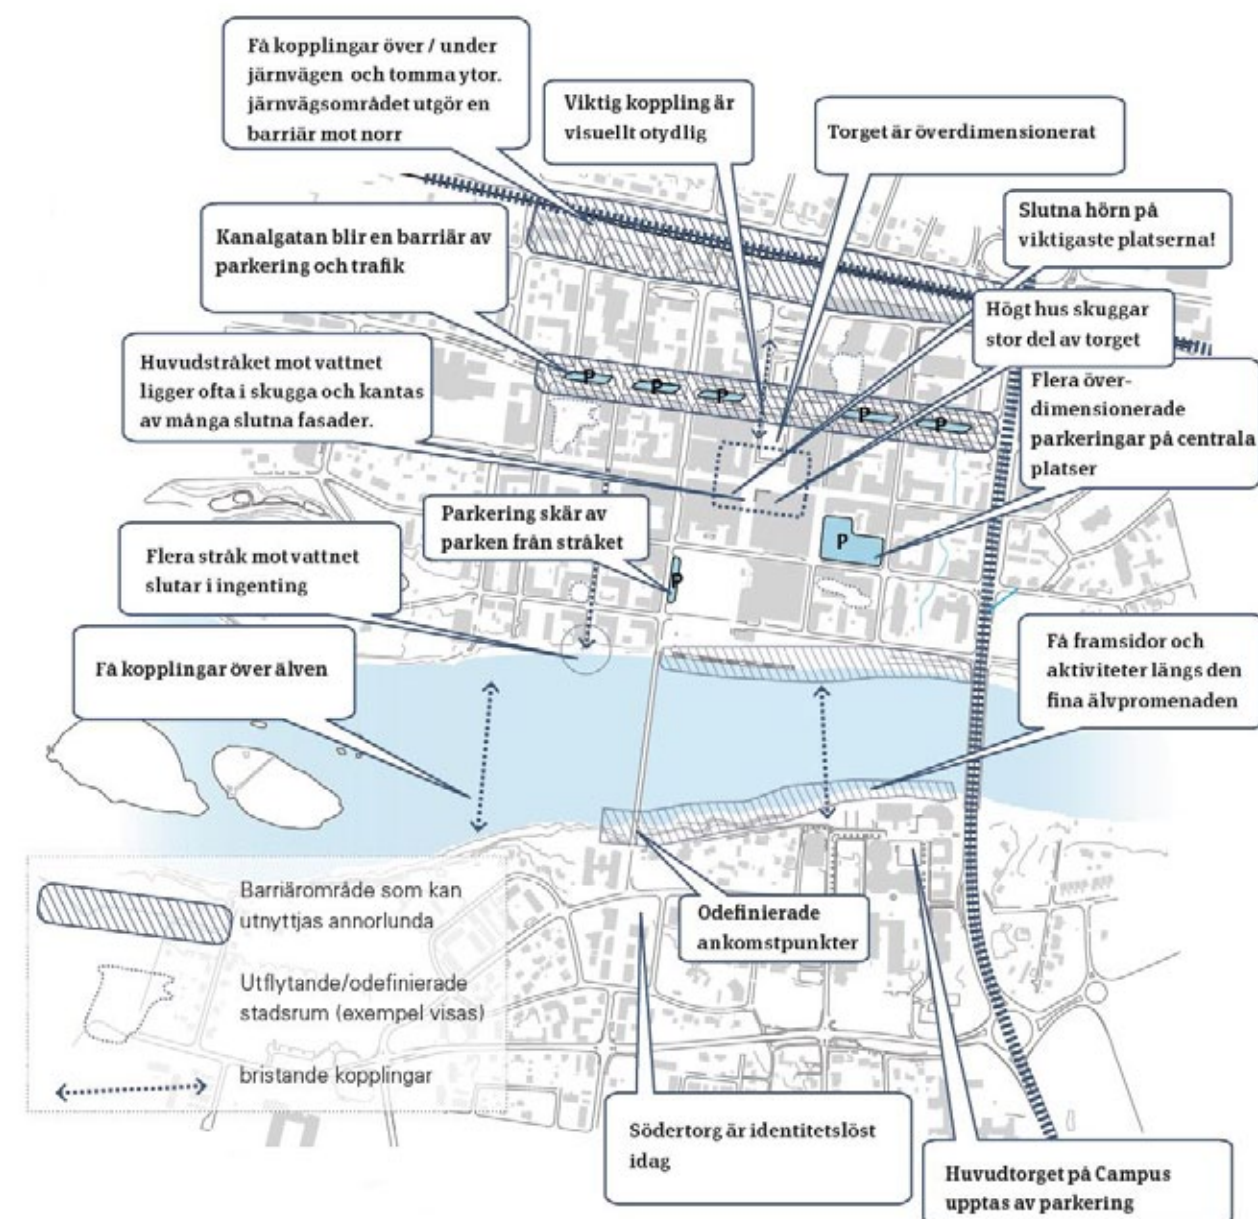 Få kopplingar över / under
järnvägen och tomma ytor.
järnvägsområdet utgör en
barriär mot norr
Viktig koppling är
visuellt otydlig
Torget är överdimensionerat
Slutna hörn på
viktigaste platserna!
Kanalgatan blir en barriär av
parkering och trafik
Högt hus skuggar
stor del av torget
Huvudstråket mot vattnet
ligger ofta i skugga och kantas
av många slutna fasader.
Flera över-
dimensionerade
parkeringar på centrala
platser
P
P
P
P
P
Parkering skär av
parken från stråket
P
P
Flera stråk mot vattnet
slutar i ingenting
Få kopplingar över älven
Få framsidor och
aktiviteter längs den
fina älvpromenaden
Odefinierade
ankomstpunkter
Barriärområde som kan
utnyttjas annorlunda
Utflytande/odefinierade
stadsrum (exempel visas)
bristande kopplingar
Södertorg är identitetslöst
idag
Huvudtorget på Campus
upptas av parkering